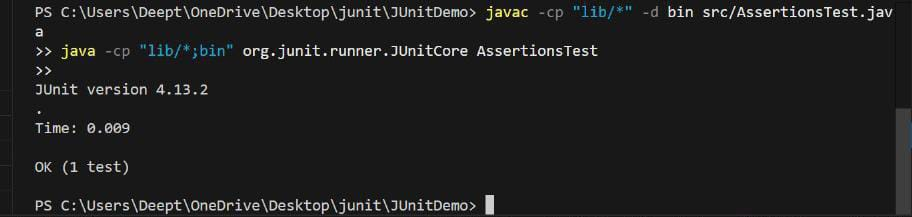 PS C:\Users\Deept\OneDrive\Desktop\junit\JUnitDemo> javac -cp "lib/*" -d bin src/AssertionsTest.jav
a
>> java -cp "lib/*;bin" org.junit.runner.JUnitCore AssertionsTest
>>
JUnit version 4.13.2
.
Time: 0.009
OK (1 test)
PS C:\Users\Deept\OneDrive\Desktop\junit\JUnitDemo>